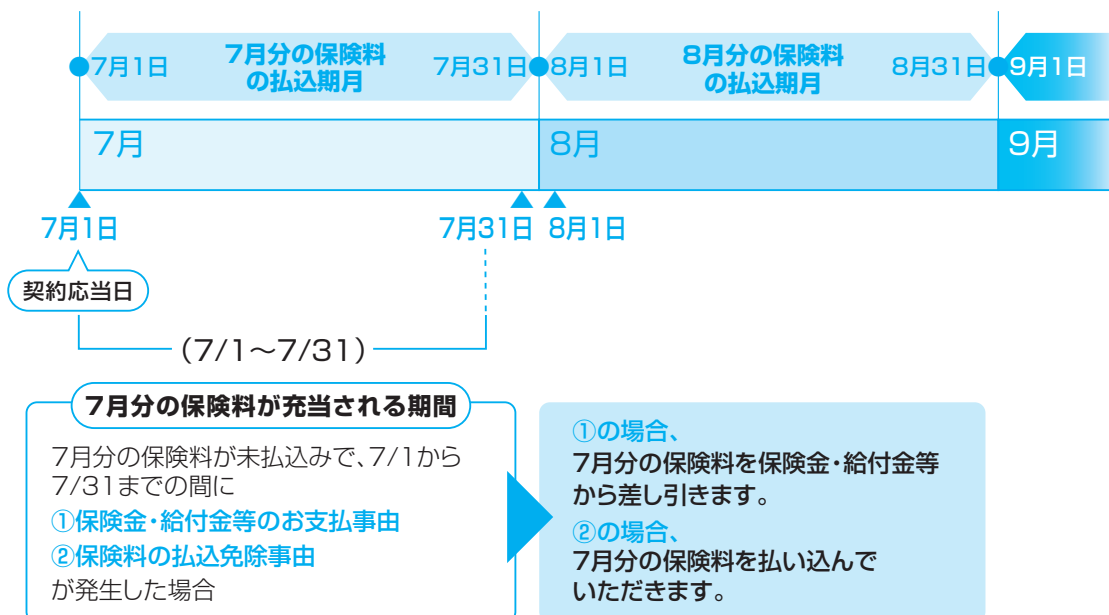 7月1日
7月分の保険料
の払込期月
7月31日
8月1日
8月分の保険料
の払込期月
8月31日
9月1日
7月
8月
9月
7月1日
7月31日
8月1日
契約応当日
(7/1～7/31)
7月分の保険料が充当される期間
7月分の保険料が未払込みで、7/1から
7/31までの間に
①保険金・給付金等のお支払事由
②保険料の払込免除事由
が発生した場合
①の場合、
7月分の保険料を保険金・給付金等
から差し引きます。
②の場合、
7月分の保険料を払い込んで
いただきます。